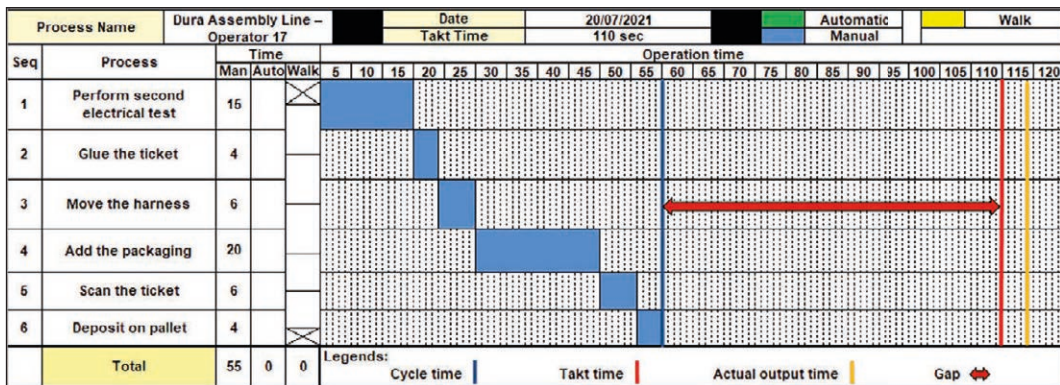 Process Name Dura Assembly Line – Operator 17 Date 20/07/2021 Automatic Walk
Takt Time 110 sec Manual
Seq Process Time Operation time
Man Auto Walk 5 10 15 20 25 30 35 40 45 50 55 60 65 70 75 80 85 90 95 100 105 110 115 120
1 Perform second electrical test 15
2 Glue the ticket 4
3 Move the harness 6
4 Add the packaging 20
5 Scan the ticket 6
6 Deposit on pallet 4
Total 55 0 0
Legends:
Cycle time Takt time Actual output time Gap